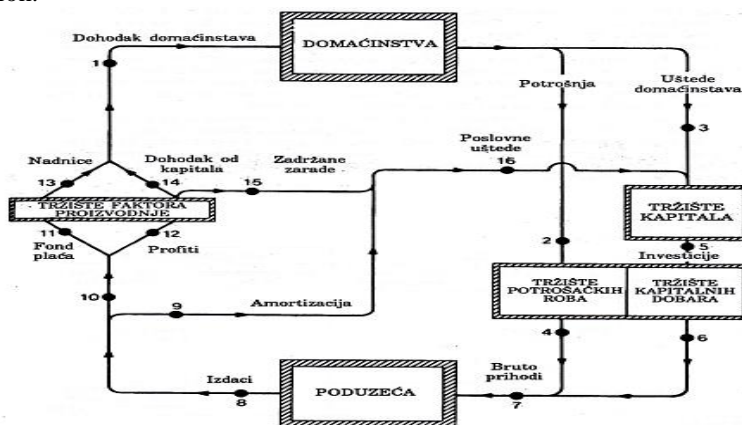 Dohodak domaćinstava
DOMAĆINSTVA
1
Potrošnja
Uštede
domaćinstava
3
Nadnice
13
Dohodak od
kapitala
14
Zadržane
zarade
15
Poslovne
uštede
16
TRŽIŠTE FAKTORA
PROIZVODNJE
TRŽIŠTE
KAPITALA
11
Fond
plaća
12
Profiti
2
5
Investicije
10
9
Amortizacija
TRŽIŠTE
POTROŠAČKIH
ROBA
TRŽIŠTE
KAPITALNIH
DOBARA
4
6
Izdaci
8
PODUZEĆA
Bruto
prihodi
7